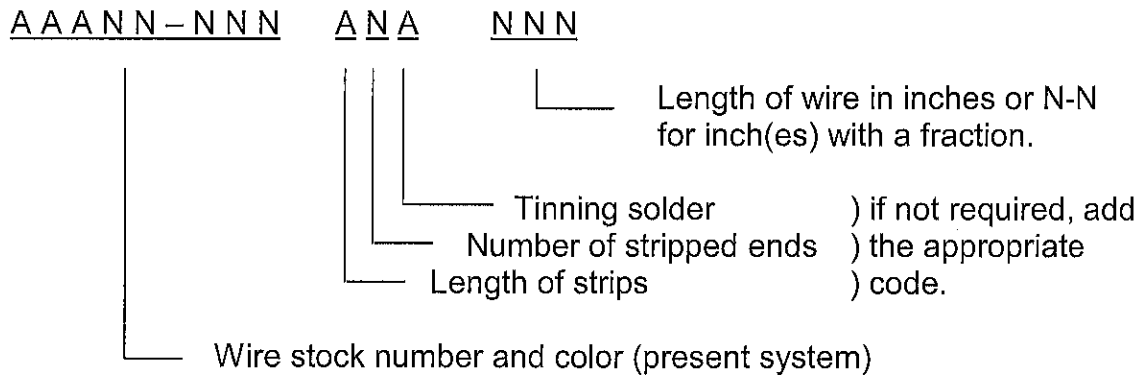 AAANN-NNN ANA NNN
Length of wire in inches or N-N
for inch(es) with a fraction.
Tinning solder ) if not required, add
Number of stripped ends ) the appropriate
Length of strips ) code.
Wire stock number and color (present system)